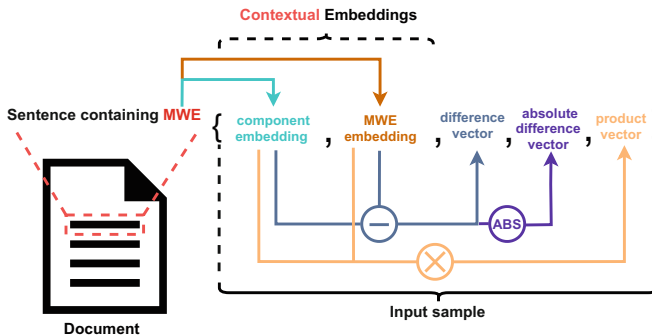 Contextual Embeddings
Sentence containing MWE { component embedding , MWE embedding , difference vector , absolute difference vector , product vector
ABS
Input sample
Document